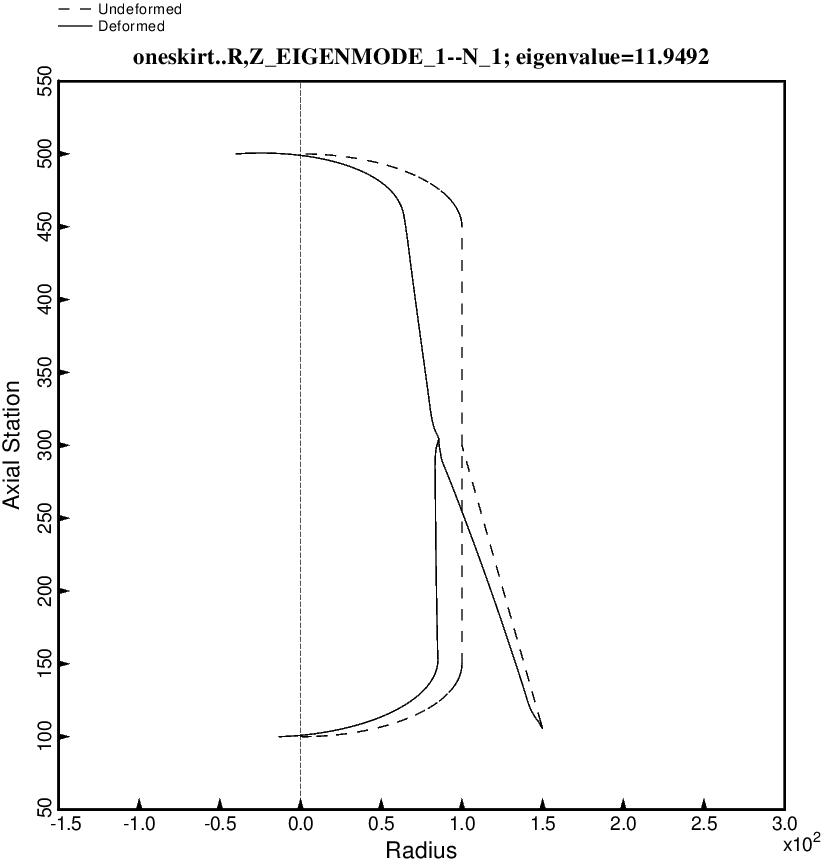 Undeformed
Deformed
oneskirt..R,Z_EIGENMODE_1--N_1; eigenvalue=11.9492
550
500
450
400
350
300
250
200
150
100
50
Axial Station
-1.5 -1.0 -0.5 0.0 0.5 1.0 1.5 2.0 2.5 3.0
x10²
Radius